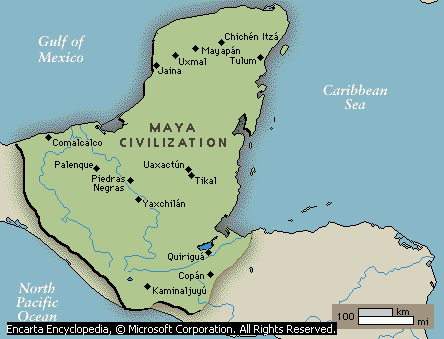 Gulf of
Mexico
Chichén Itzá
Mayapán
Uxmal
Tulum
Jaina
Caribbean
Sea
MAYA
CIVILIZATION
Comalcalco
Palenque
Uaxactún
Piedras
Negras
Tikal
Yaxchilán
Quiriguá
Copán
Kaminaljuyú
North
Pacific
Ocean
100
km
mi
Encarta Encyclopedia, © Microsoft Corporation. All Rights Reserved.